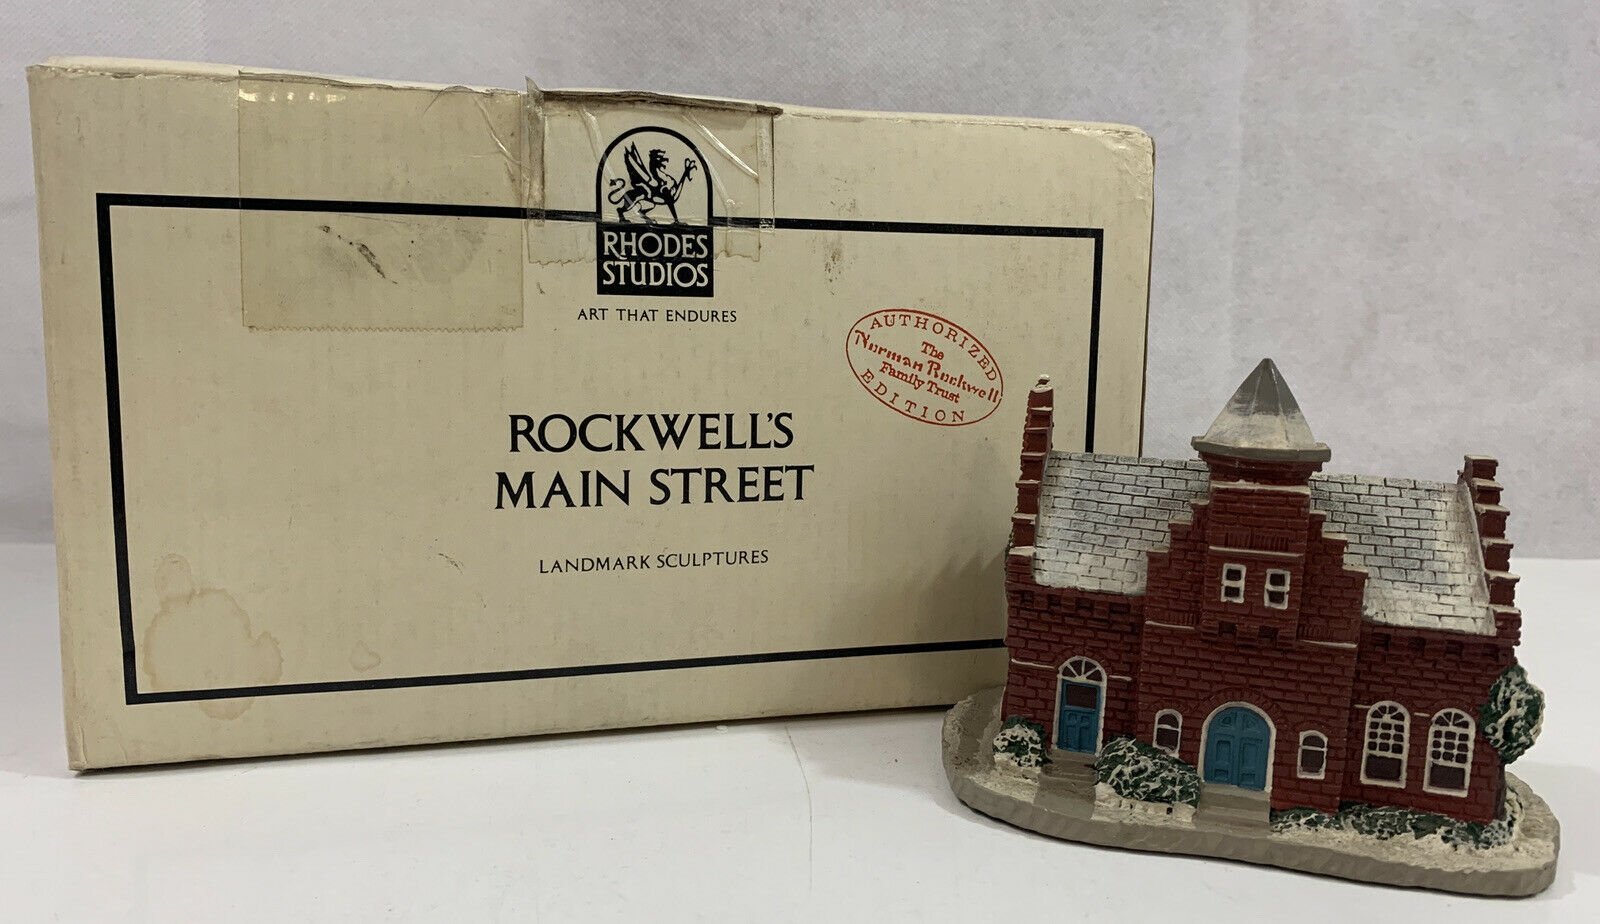 RHODES
STUDIOS
ART THAT ENDURES
AUTHORIZED
The
Norman Rockwell
Family Trust
EDITION
ROCKWELL'S
MAIN STREET
LANDMARK SCULPTURES